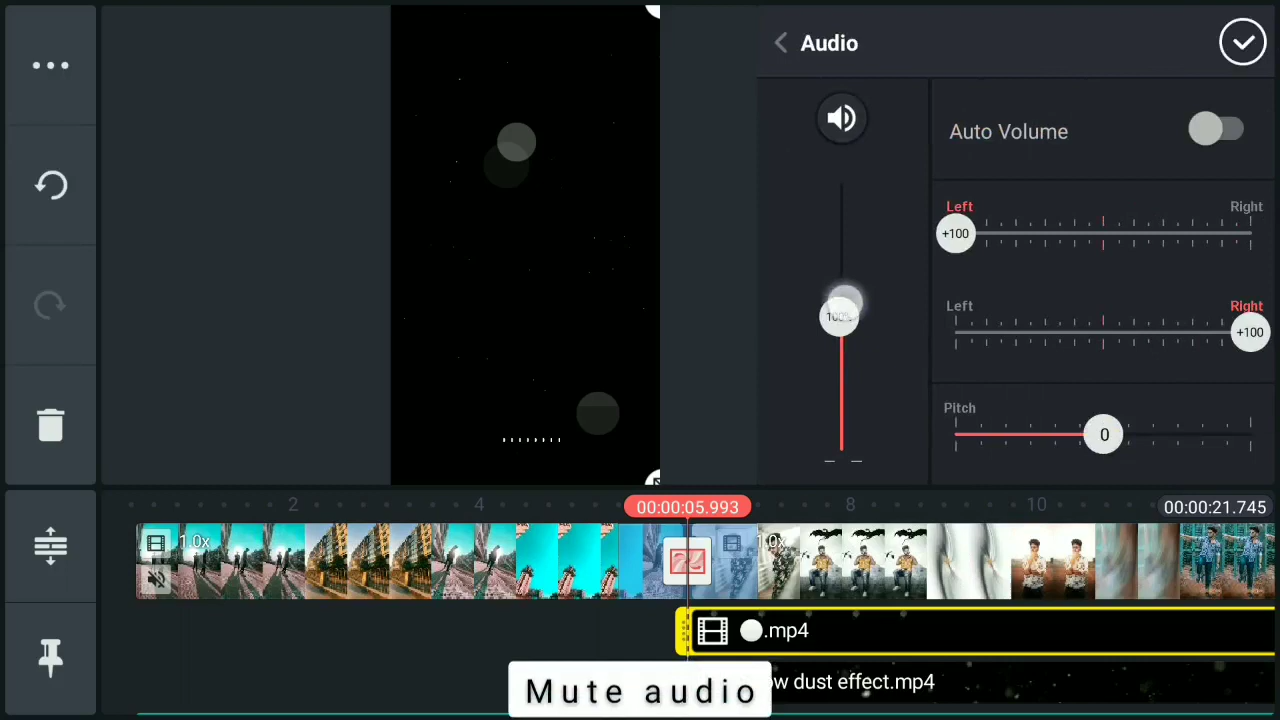 Audio
Auto Volume
Left Right
+100
100%
Left Right
+100
Pitch
0
2 4 00:00:05.993 8 10 00:00:21.745
1.0x 1.0x
.mp4
ow dust effect.mp4
Mute audio